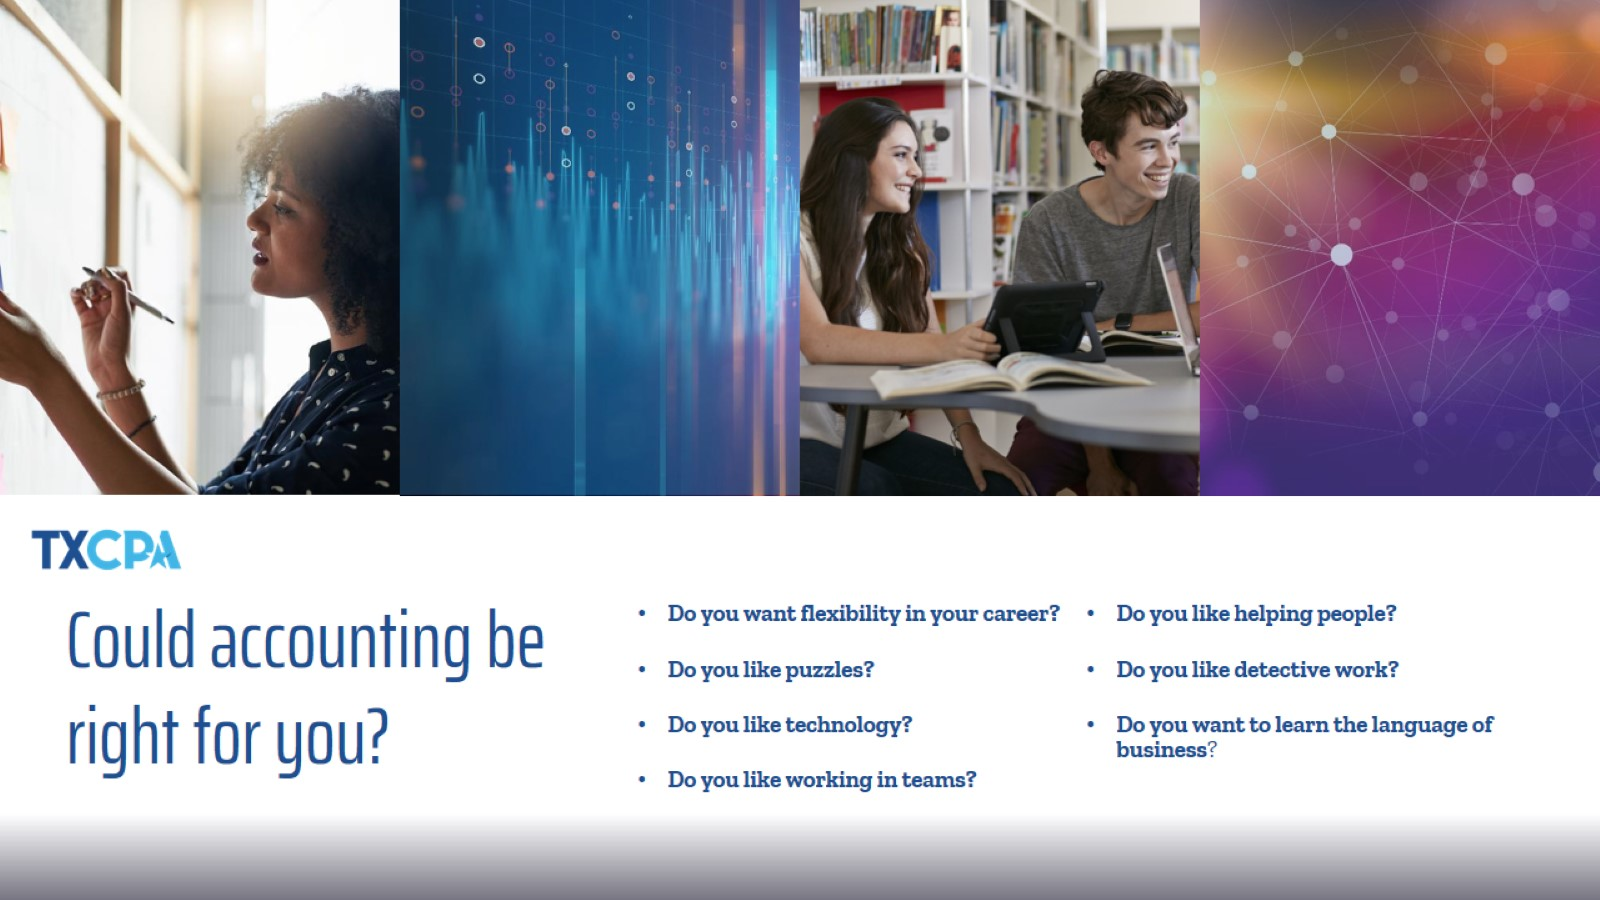 TXCPA
Could accounting be
right for you?
• Do you want flexibility in your career?
• Do you like puzzles?
• Do you like technology?
• Do you like working in teams?
• Do you like helping people?
• Do you like detective work?
• Do you want to learn the language of
business?